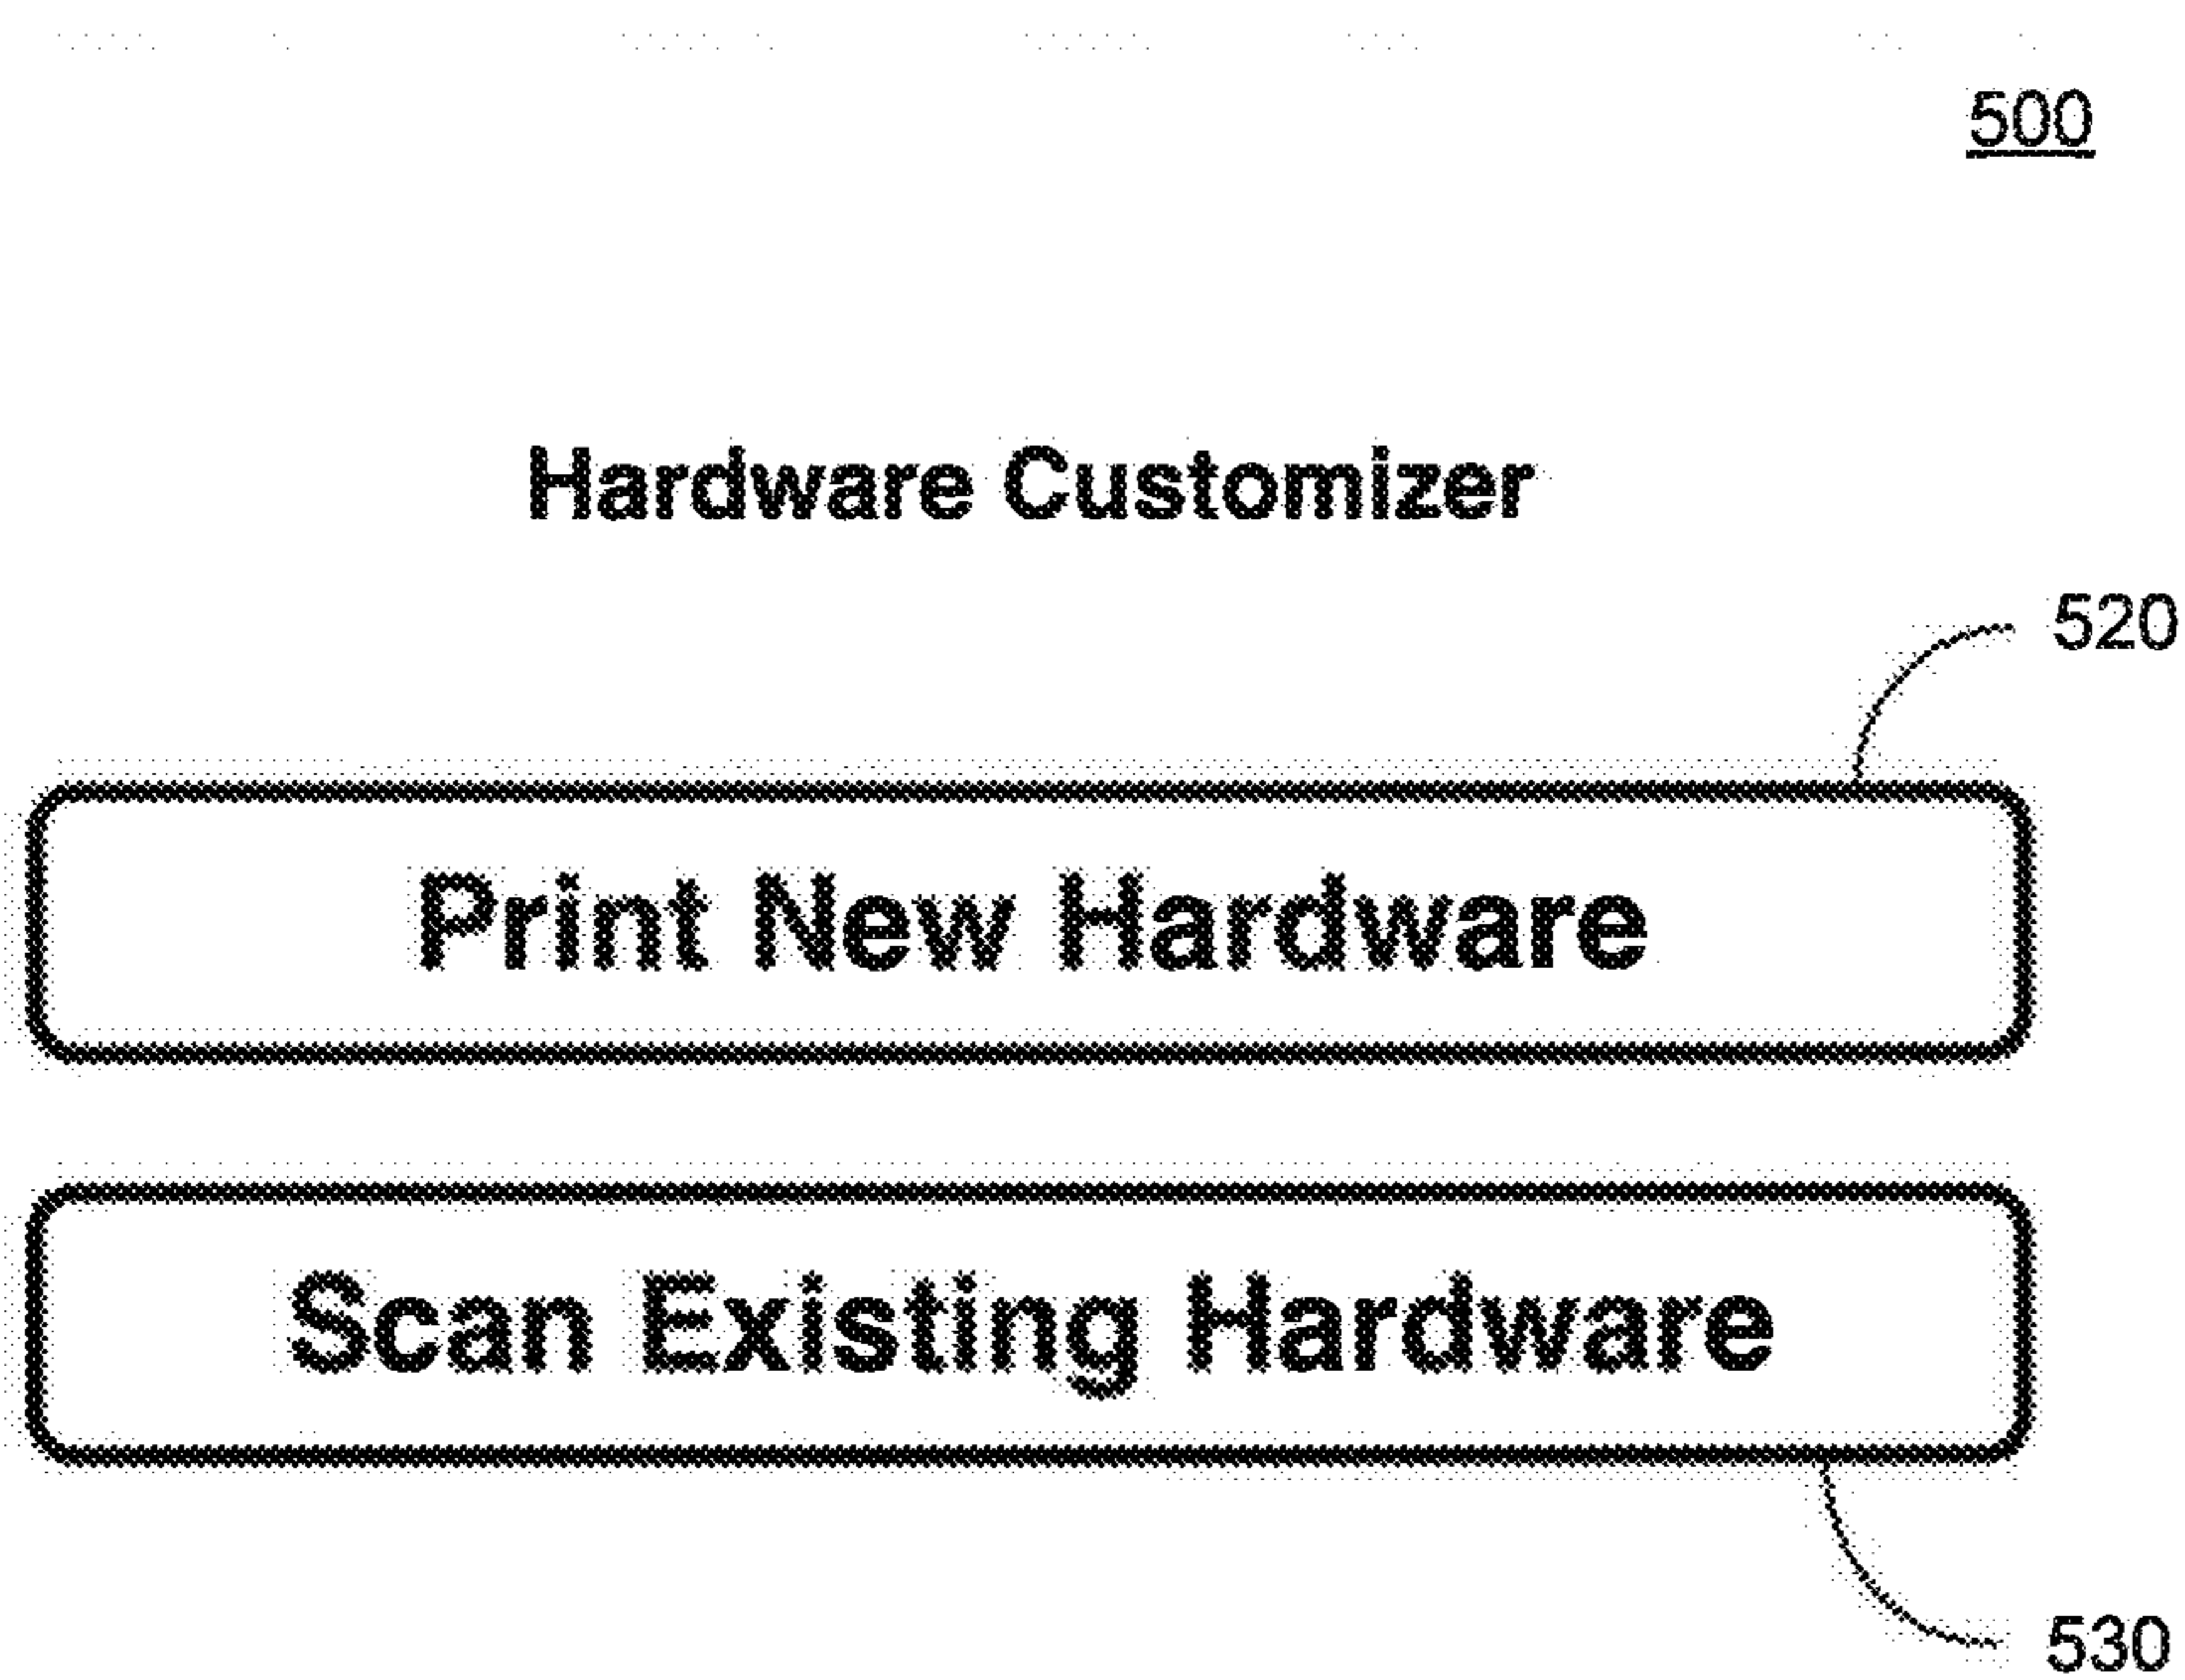 500
Hardware Customizer
520
Print New Hardware
Scan Existing Hardware
530